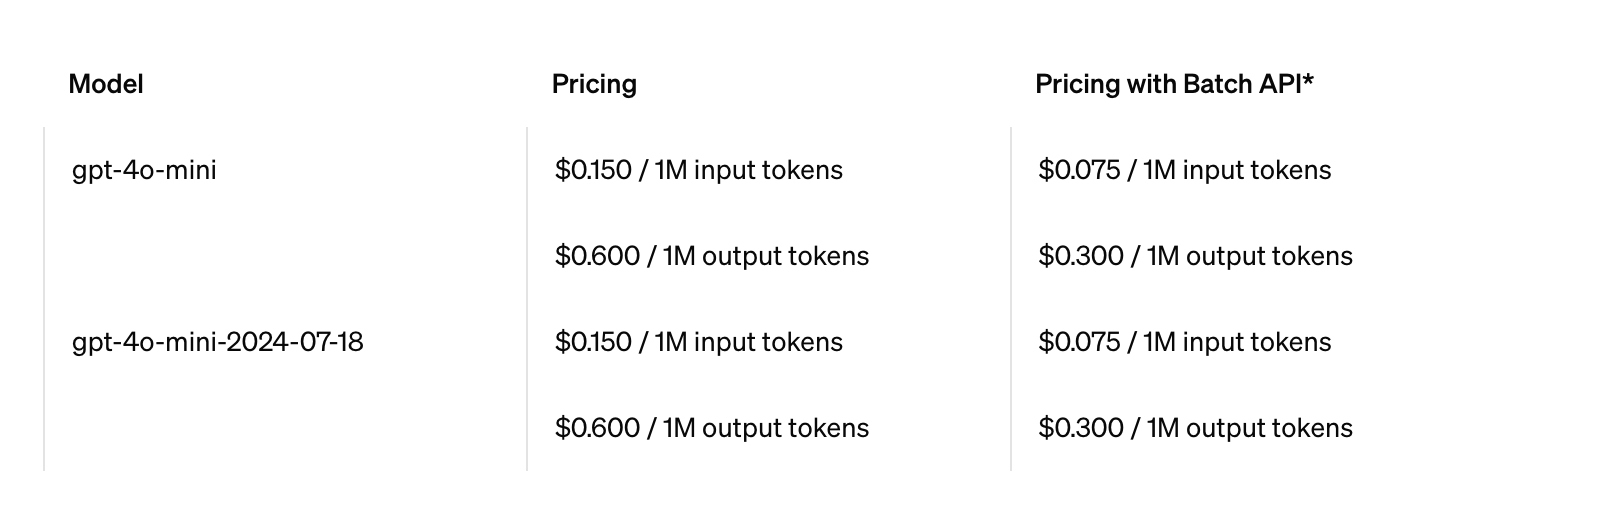 Model Pricing Pricing with Batch API*
gpt-4o-mini $0.150 / 1M input tokens $0.075 / 1M input tokens
$0.600 / 1M output tokens $0.300 / 1M output tokens
gpt-4o-mini-2024-07-18 $0.150 / 1M input tokens $0.075 / 1M input tokens
$0.600 / 1M output tokens $0.300 / 1M output tokens